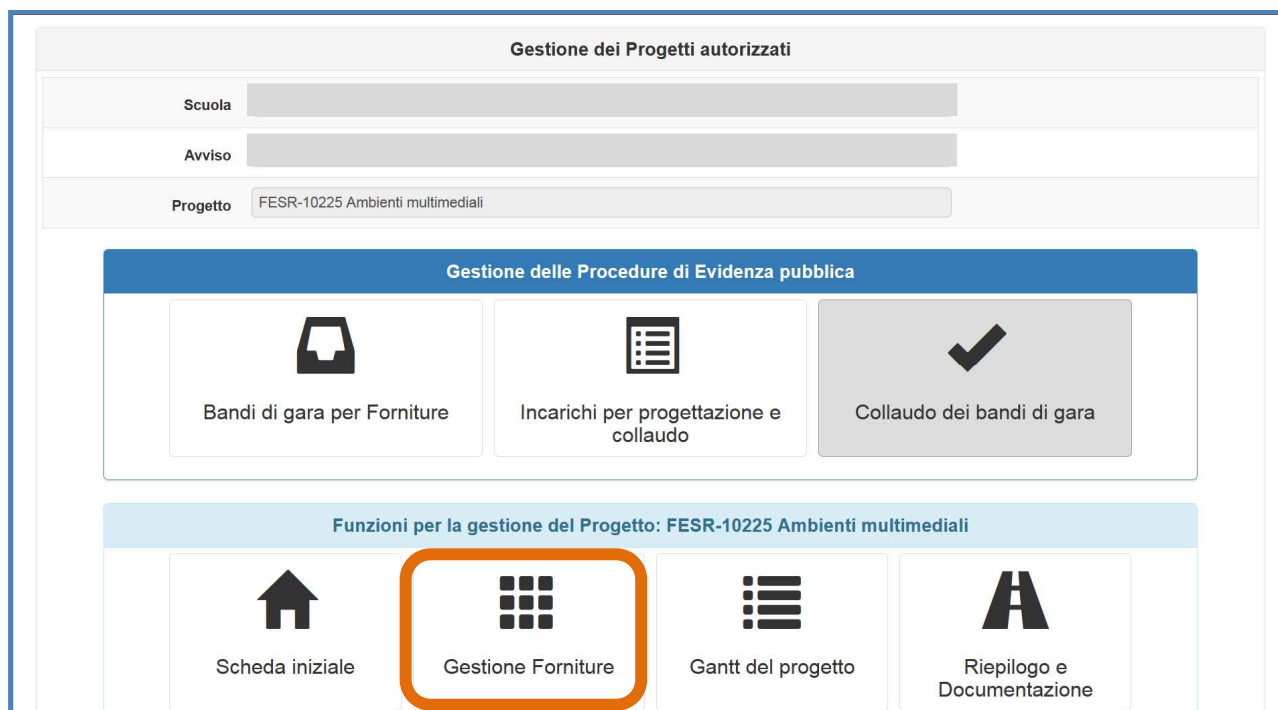 Gestione dei Progetti autorizzati
Scuola
Avviso
Progetto FESR-10225 Ambienti multimediali
Gestione delle Procedure di Evidenza pubblica
Bandi di gara per Forniture
Incarichi per progettazione e
collaudo
Collaudo dei bandi di gara
Funzioni per la gestione del Progetto: FESR-10225 Ambienti multimediali
Scheda iniziale
Gestione Forniture
Gantt del progetto
Riepilogo e
Documentazione